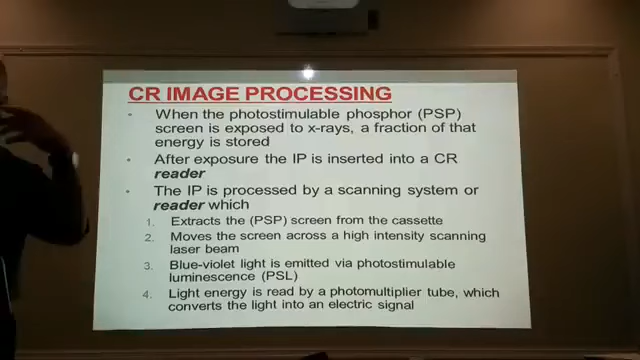 CR IMAGE PROCESSING
• When the photostimulable phosphor (PSP)
screen is exposed to x-rays, a fraction of that
energy is stored
• After exposure the IP is inserted into a CR
reader
• The IP is processed by a scanning system or
reader which
1. Extracts the (PSP) screen from the cassette
2. Moves the screen across a high intensity scanning
laser beam
3. Blue-violet light is emitted via photostimulable
luminescence (PSL)
4. Light energy is read by a photomultiplier tube, which
converts the light into an electric signal